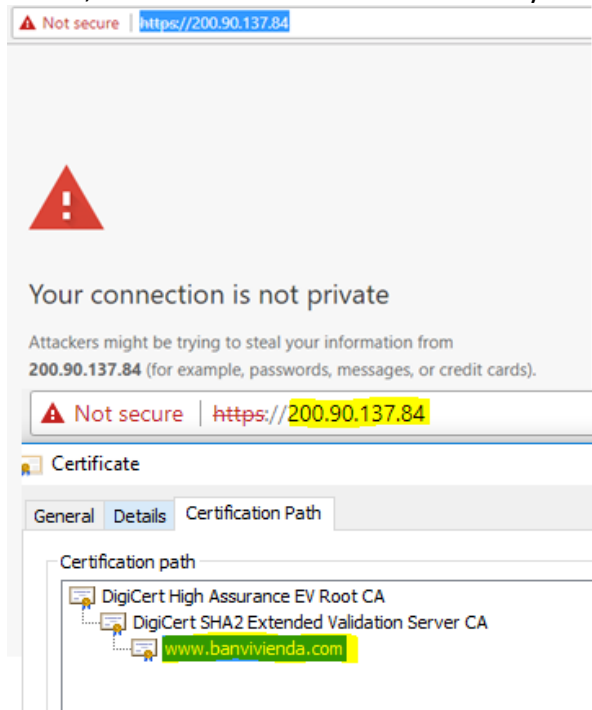 Not secure | https://200.90.137.84
Your connection is not private
Attackers might be trying to steal your information from
200.90.137.84 (for example, passwords, messages, or credit cards).
Not secure | https://200.90.137.84
Certificate
General Details Certification Path
Certification path
DigiCert High Assurance EV Root CA
DigiCert SHA2 Extended Validation Server CA
www.banvivienda.com